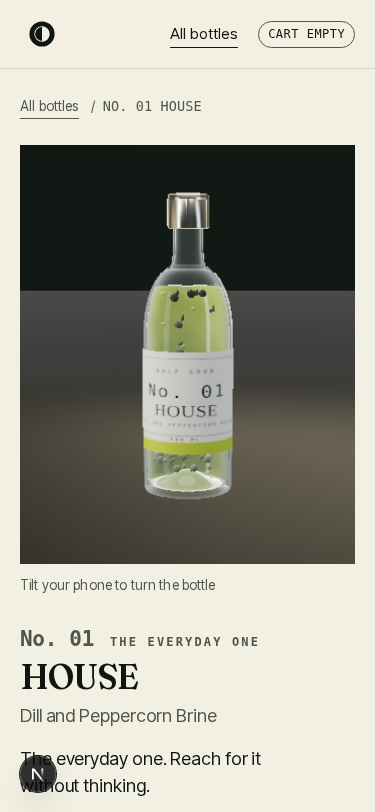 All bottles
CART EMPTY
All bottles / NO. 01 HOUSE
HALF SOUR
No. 01
HOUSE
AND PEPPERCORN
500 ML
Tilt your phone to turn the bottle
No. 01 THE EVERYDAY ONE
HOUSE
Dill and Peppercorn Brine
The everyday one. Reach for it
without thinking.
N